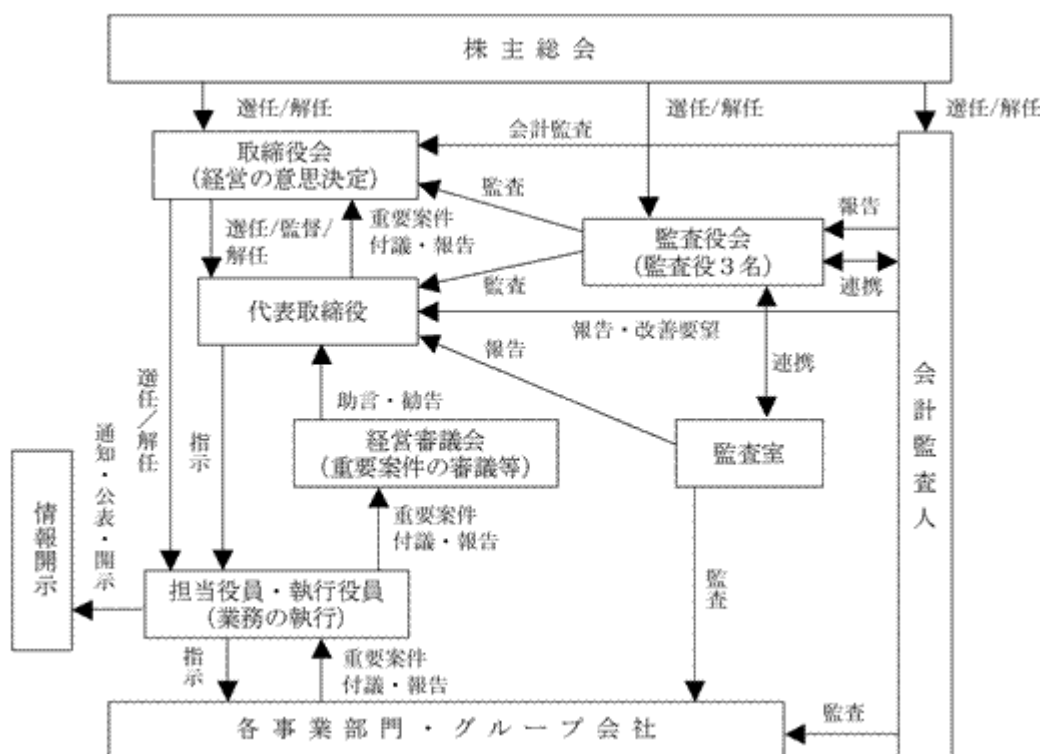 株主総会
選任/解任
選任/解任
選任/解任
会計監査
取締役会
（経営の意思決定）
監査
報告
選任/監督/
解任
重要案件
付議・報告
監査役会
（監査役３名）
連携
監査
代表取締役
報告・改善要望
報告
連携
選任／解任
指示
助言・勧告
会計監査人
経営審議会
（重要案件の審議等）
監査室
通知・公表・開示
情報開示
重要案件
付議・報告
監査
担当役員・執行役員
（業務の執行）
指示
重要案件
付議・報告
各事業部門・グループ会社
監査